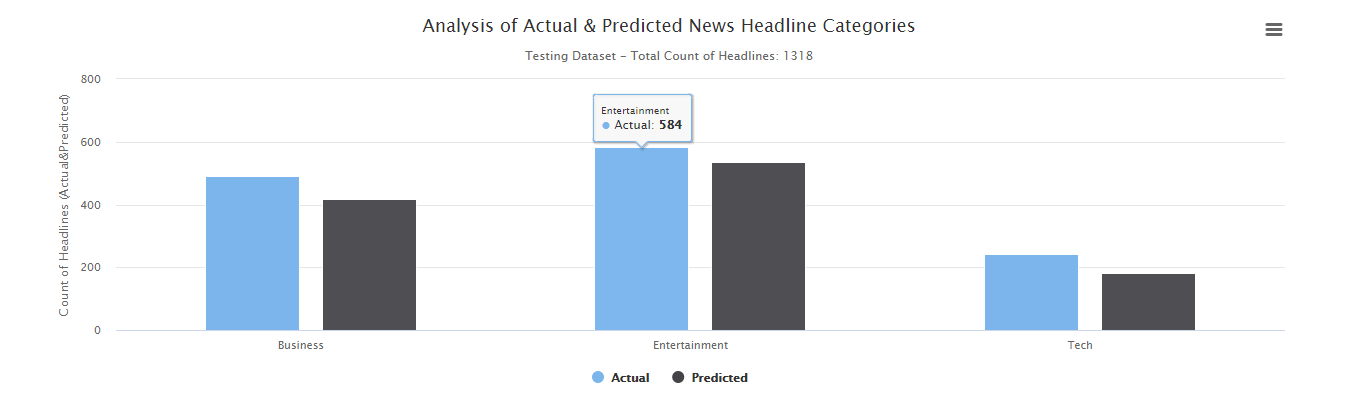 Analysis of Actual & Predicted News Headline Categories
Testing Dataset - Total Count of Headlines: 1318
Count of Headlines (Actual&Predicted)
800
600
400
200
0
Entertainment
Actual: 584
Business
Entertainment
Tech
Actual
Predicted